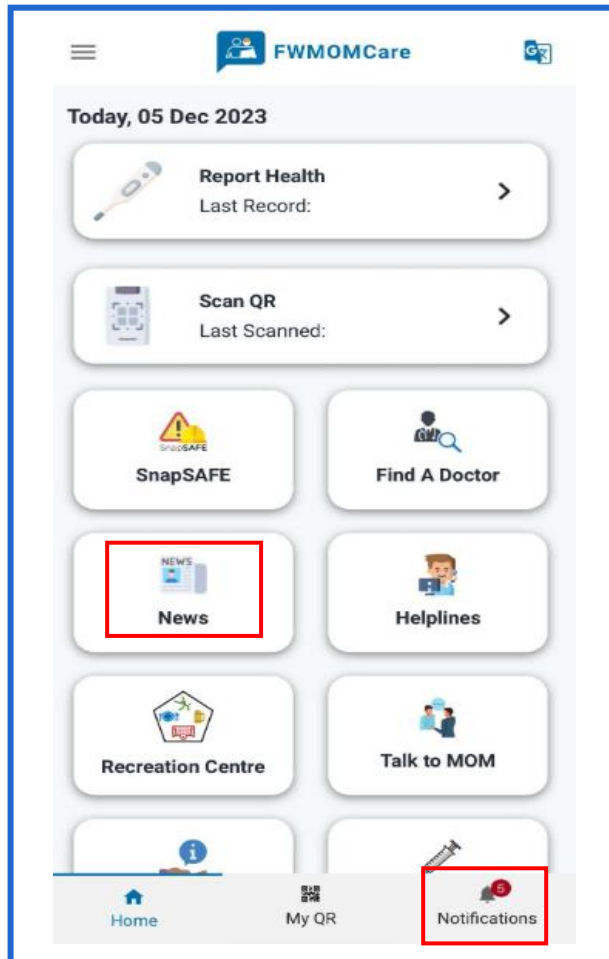 FWMOMCare
Today, 05 Dec 2023
Report Health
Last Record:
Scan QR
Last Scanned:
SnapSAFE
SnapSAFE
Find A Doctor
NEWS
News
Helplines
Recreation Centre
Talk to MOM
5
Home
My QR
Notifications